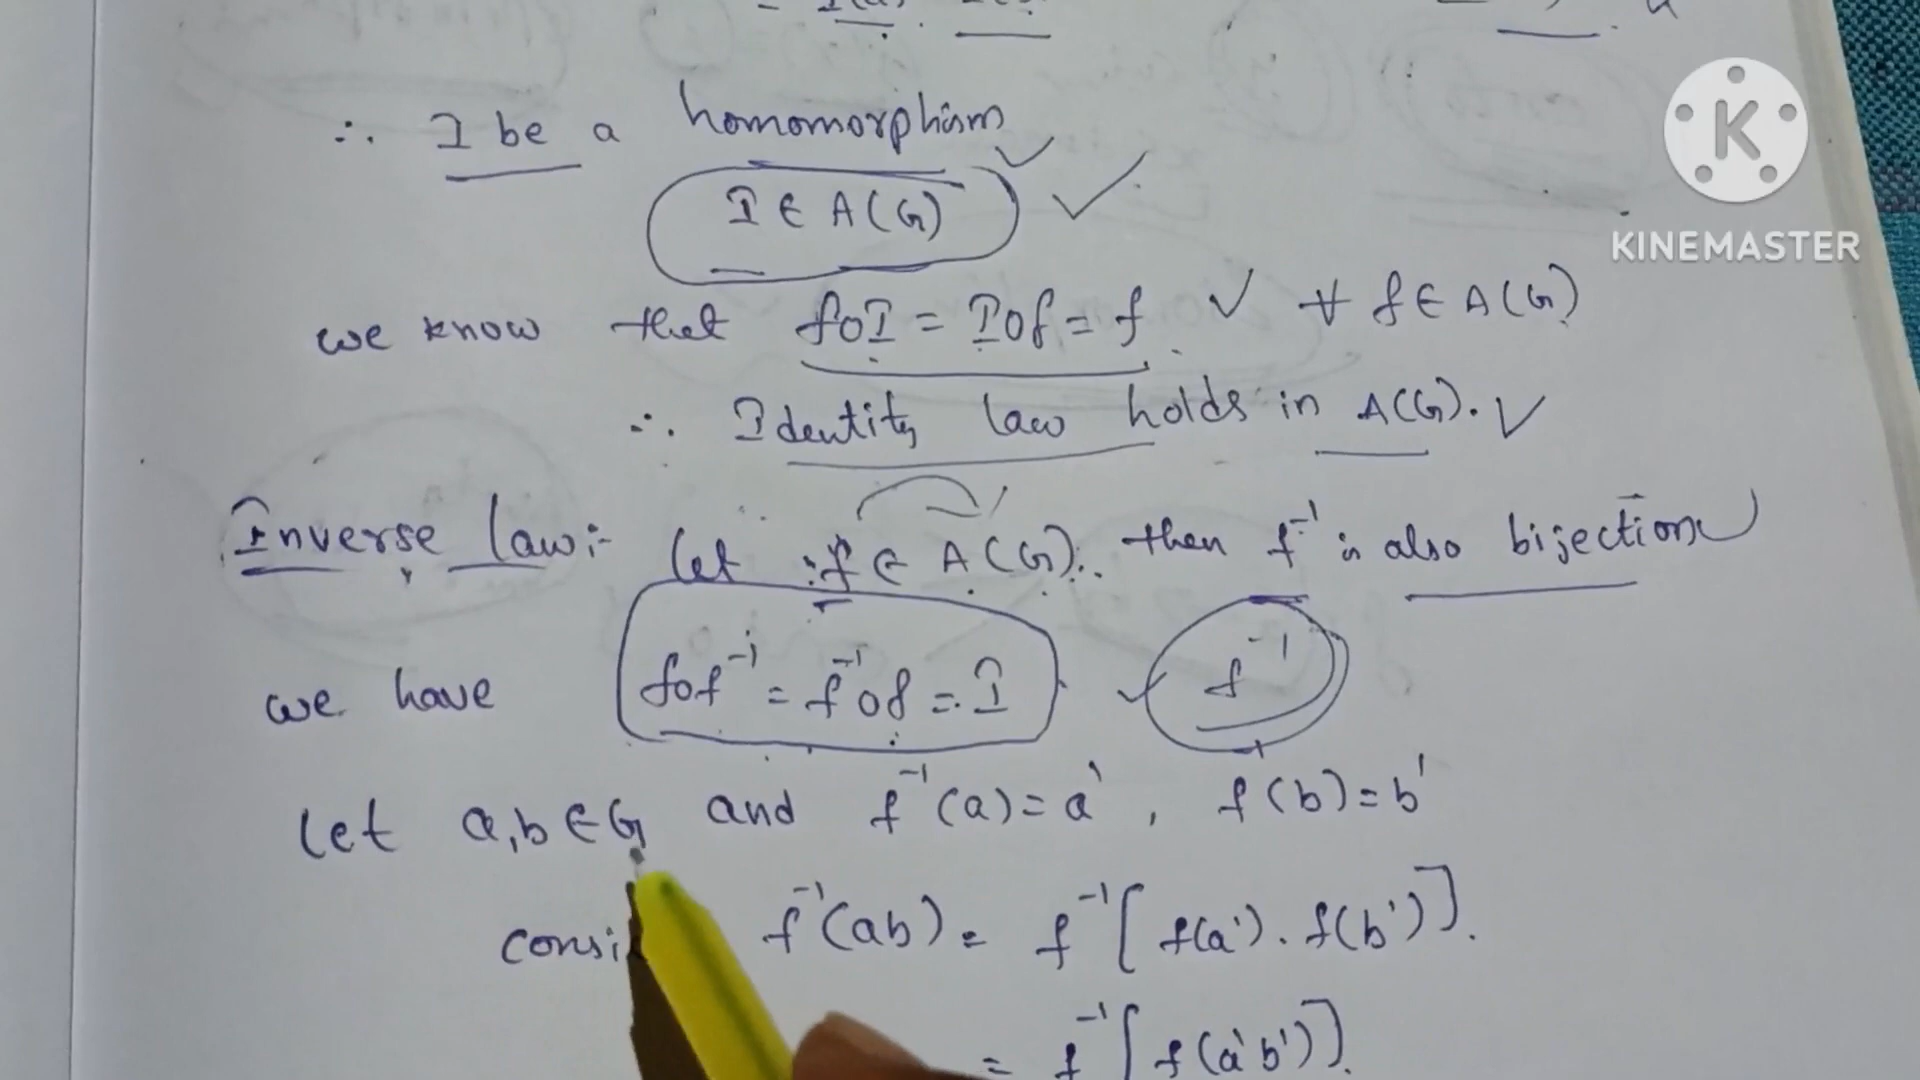 ∴ I be a homomorphism
I ∈ A(G)
K
KINEMASTER
we know that foI = Iof = f ∀ f ∈ A(G)
∴ Identity law holds in A(G).
Inverse law:- Let f ∈ A(G). then f⁻¹ is also bijection
we have fof⁻¹ = f⁻¹of = I f⁻¹
Let a,b ∈ G and f⁻¹(a) = a', f(b) = b'
consi f⁻¹(ab) = f⁻¹[f(a').f(b')].
= f⁻¹[f(a'b')].